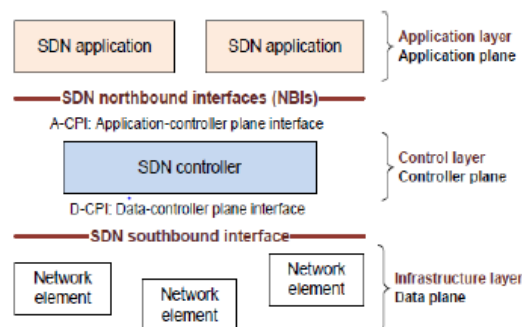 SDN application
SDN application
Application layer
Application plane
SDN northbound interfaces (NBIs)
A-CPI: Application-controller plane interface
SDN controller
Control layer
Controller plane
D-CPI: Data-controller plane interface
SDN southbound interface
Network
element
Network
element
Network
element
Infrastructure layer
Data plane